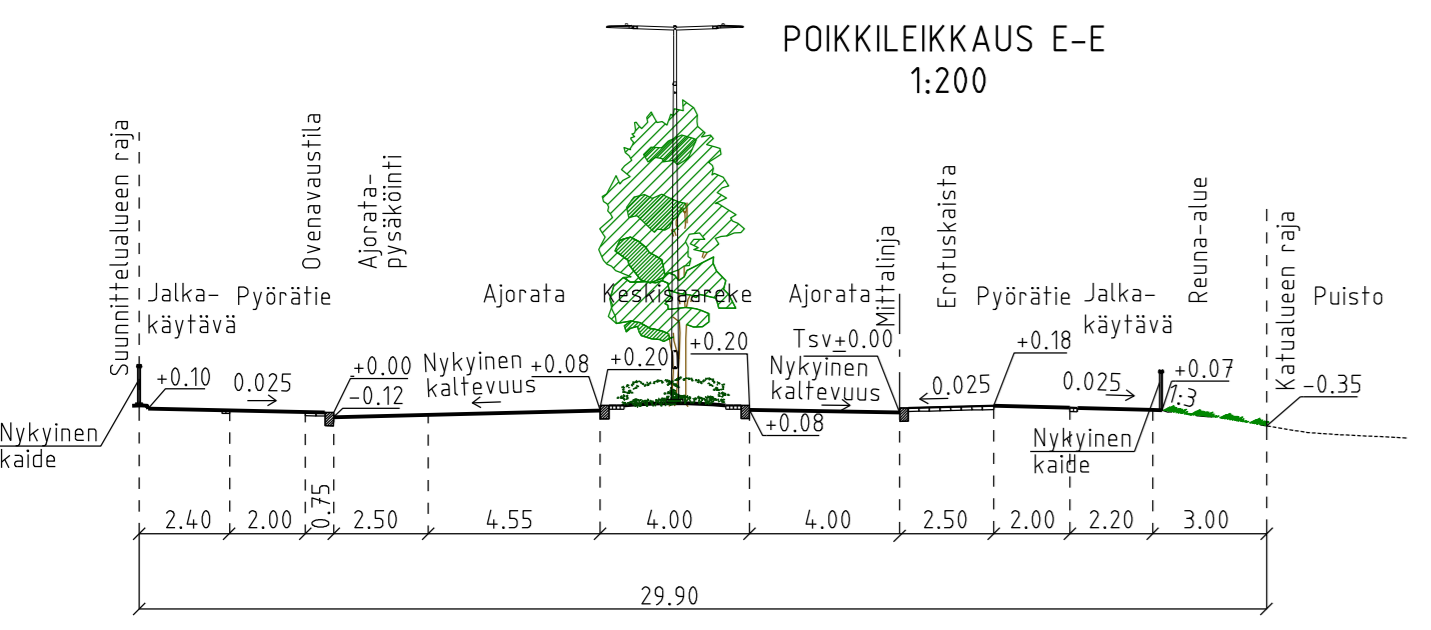 POIKKILEIKKAUS E-E
1:200
Suunnittelualueen raja
Jalka-
käytävä
Pyörätie
Ovenavaustila
Ajorata-
pysäköinti
Ajorata
Keskisaareke
Ajorata
Mittalinja
Erotuskaista
Pyörätie
Jalka-
käytävä
Reuna-alue
Katualueen raja
Puisto
+0.10
0.025
+0.00
-0.12
Nykyinen
kaltevuus
+0.08
+0.20
+0.20
Tsv±0.00
Nykyinen
kaltevuus
+0.08
0.025
+0.18
0.025
+0.07
1:3
-0.35
Nykyinen
kaide
Nykyinen
kaide
2.40
2.00
0.75
2.50
4.55
4.00
4.00
2.50
2.00
2.20
3.00
29.90